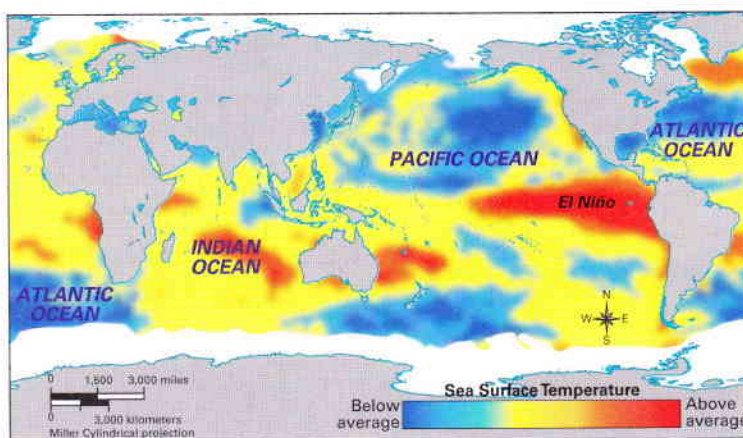 ATLANTIC
OCEAN
PACIFIC OCEAN
El Niño
INDIAN
OCEAN
ATLANTIC
OCEAN
N
W E
S
0 1,500 3,000 miles
0 3,000 kilometers
Miller Cylindrical projection
Sea Surface Temperature
Below
average
Above
average